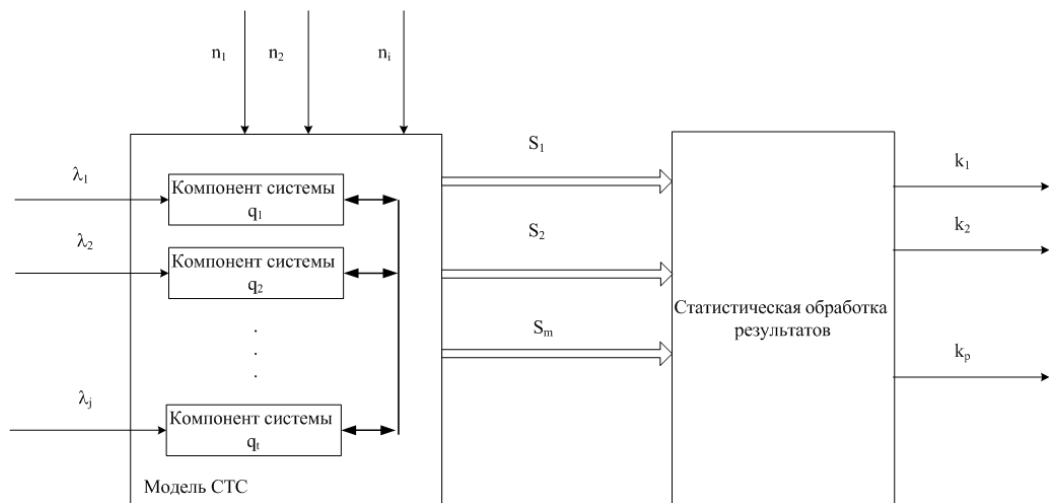 n₁
n₂
nᵢ
λ₁
Компонент системы
q₁
λ₂
Компонент системы
q₂
.
.
.
λⱼ
Компонент системы
qₜ
Модель СТС
S₁
S₂
Sₘ
Статистическая обработка
результатов
k₁
k₂
kₚ